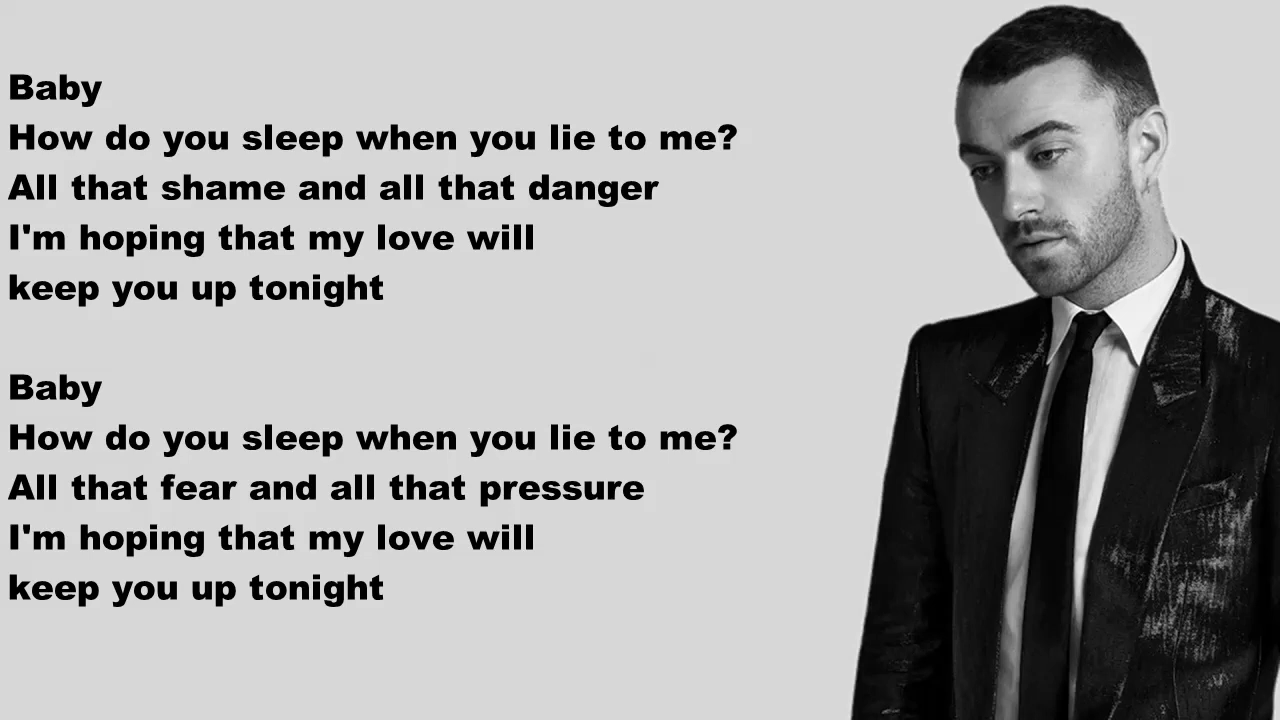 Baby
How do you sleep when you lie to me?
All that shame and all that danger
I'm hoping that my love will
keep you up tonight
Baby
How do you sleep when you lie to me?
All that fear and all that pressure
I'm hoping that my love will
keep you up tonight